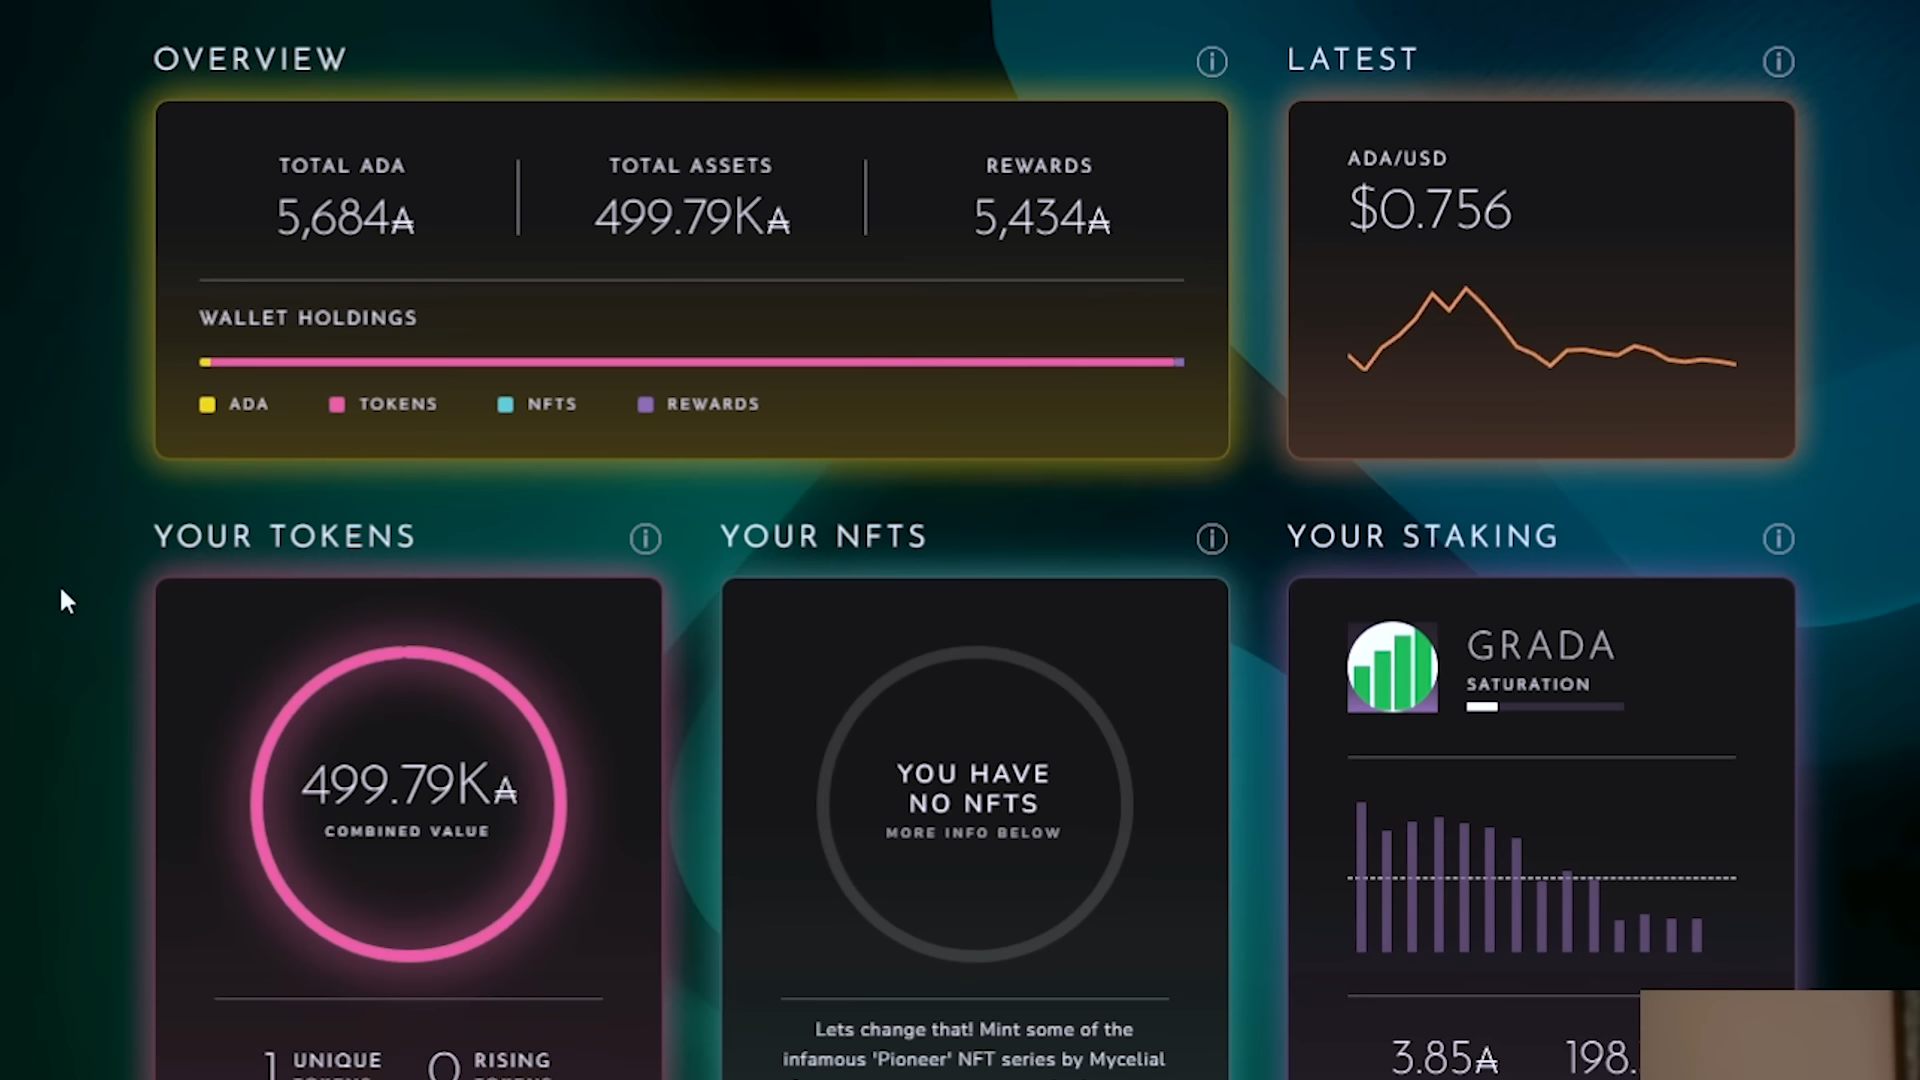 OVERVIEW
LATEST
TOTAL ADA
5,684₳
TOTAL ASSETS
499.79K₳
REWARDS
5,434₳
WALLET HOLDINGS
ADA
TOKENS
NFTS
REWARDS
ADA/USD
$0.756
YOUR TOKENS
YOUR NFTS
YOUR STAKING
499.79K₳
COMBINED VALUE
1 UNIQUE
0 RISING
YOU HAVE
NO NFTS
MORE INFO BELOW
Lets change that! Mint some of the
infamous 'Pioneer' NFT series by Mycelial
GRADA
SATURATION
3.85₳
198.